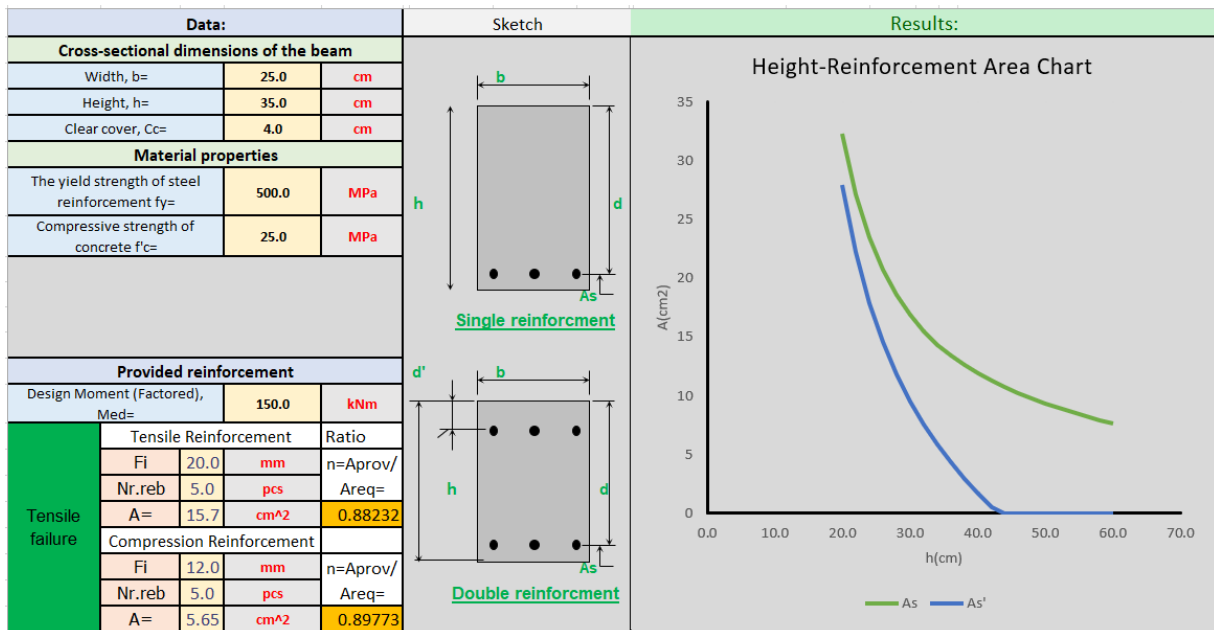 Data:
Sketch
Results:
Cross-sectional dimensions of the beam
Width, b=
25.0
cm
Height, h=
35.0
cm
Clear cover, Cc=
4.0
cm
Material properties
The yield strength of steel
reinforcement fy=
500.0
MPa
Compressive strength of
concrete f'c=
25.0
MPa
Provided reinforcement
Design Moment (Factored),
Med=
150.0
kNm
Tensile
failure
Tensile Reinforcement
Ratio
Fi
20.0
mm
n=Aprov/
Nr.reb
5.0
pcs
Areq=
A=
15.7
cm^2
0.88232
Compression Reinforcement
Fi
12.0
mm
n=Aprov/
Nr.reb
5.0
pcs
Areq=
A=
5.65
cm^2
0.89773
b
h
d
As
Single reinforcment
d'
b
h
d
As
Double reinforcment
Height-Reinforcement Area Chart
A(cm2)
35
30
25
20
15
10
5
0
0.0
10.0
20.0
30.0
40.0
50.0
60.0
70.0
h(cm)
As
As'